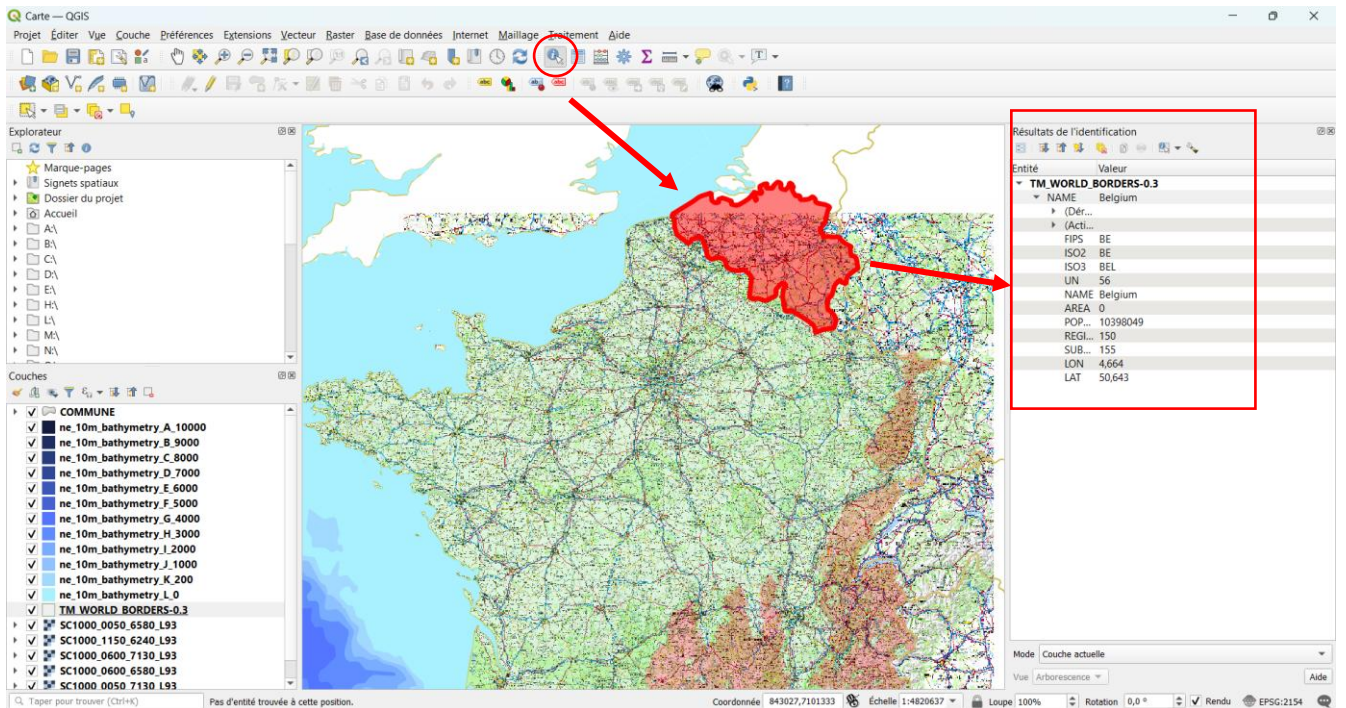 Carte — QGIS
Projet Éditer Vue Couche Préférences Extensions Vecteur Raster Base de données Internet Maillage Traitement Aide
Explorateur
Marque-pages
Signets spatiaux
Dossier du projet
Accueil
A:\
B:\
C:\
D:\
E:\
H:\
L:\
M:\
N:\
Couches
COMMUNE
ne_10m_bathymetry_A_10000
ne_10m_bathymetry_B_9000
ne_10m_bathymetry_C_8000
ne_10m_bathymetry_D_7000
ne_10m_bathymetry_E_6000
ne_10m_bathymetry_F_5000
ne_10m_bathymetry_G_4000
ne_10m_bathymetry_H_3000
ne_10m_bathymetry_I_2000
ne_10m_bathymetry_J_1000
ne_10m_bathymetry_K_200
ne_10m_bathymetry_L_0
TM_WORLD_BORDERS-0.3
SC1000_0050_6580_L93
SC1000_1150_6240_L93
SC1000_0600_7130_L93
SC1000_0600_6580_L93
SC1000_0050_7130_L93
Résultats de l'identification
Entité Valeur
TM_WORLD_BORDERS-0.3
NAME Belgium
(Dér...
(Acti...
FIPS BE
ISO2 BE
ISO3 BEL
UN 56
NAME Belgium
AREA 0
POP... 10398049
REGI... 150
SUB... 155
LON 4,664
LAT 50,643
Mode Couche actuelle
Vue Arborescence
Aide
Taper pour trouver (Ctrl+K) Pas d'entité trouvée à cette position. Coordonnée 843027,7101333 Échelle 1:4820637 Loupe 100% Rotation 0,0 ° Rendu EPSG:2154